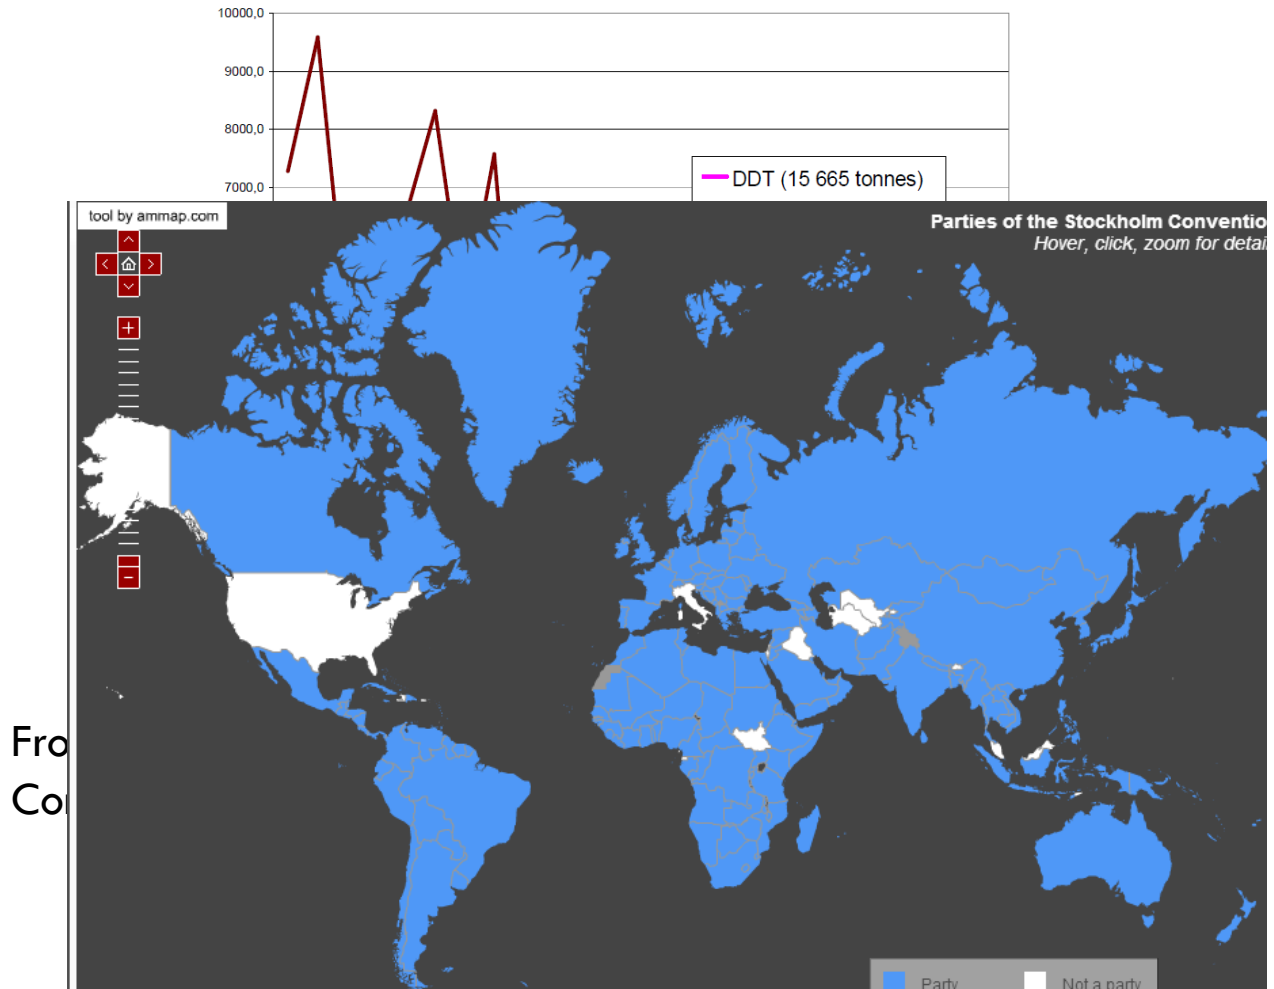 10000,0
9000,0
8000,0
7000,0
DDT (15 665 tonnes)
tool by ammap.com
Parties of the Stockholm Conventio
Hover, click, zoom for detai
Fro
Co
Party
Not a party